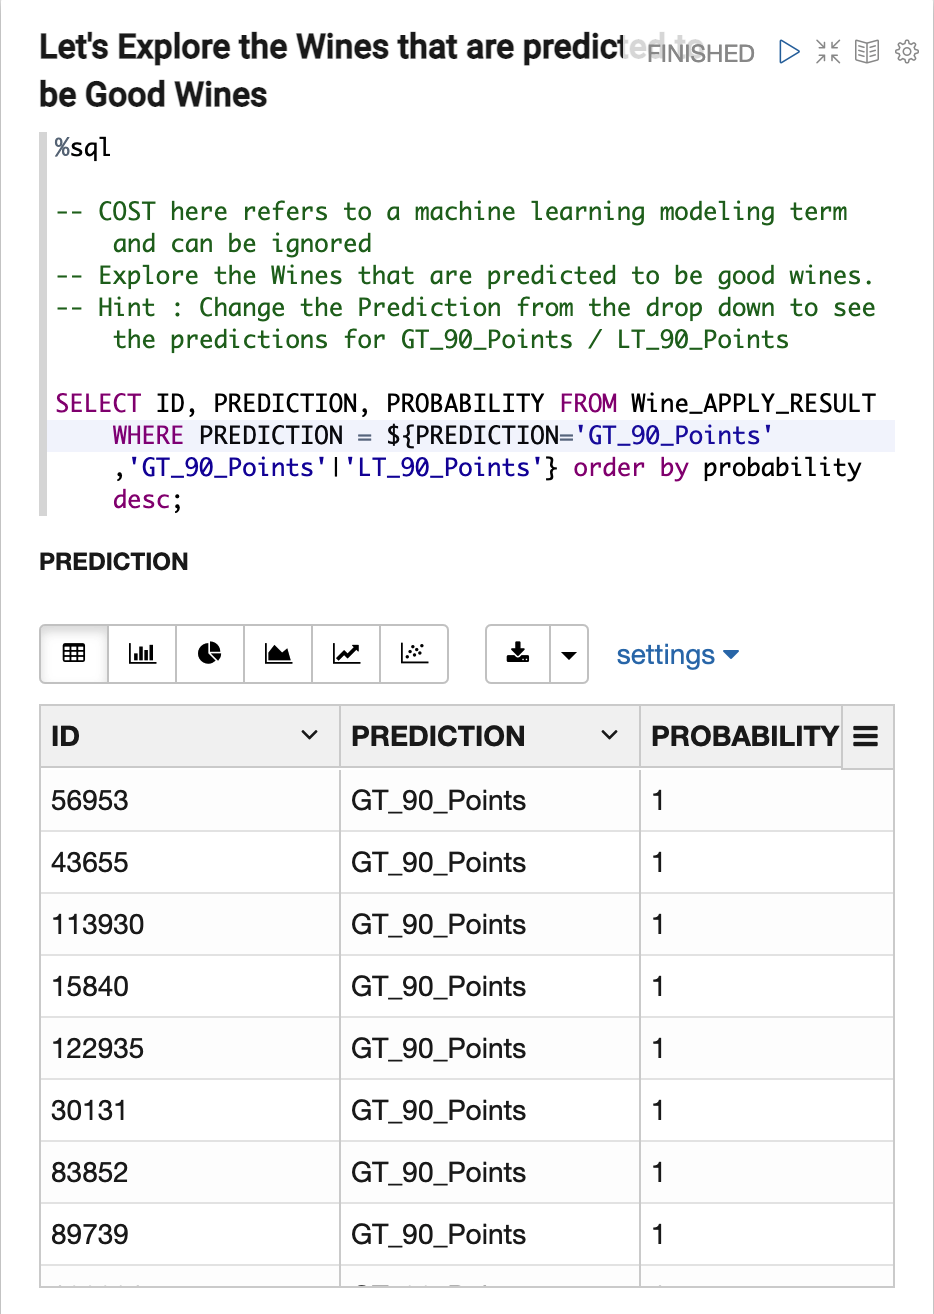 Let's Explore the Wines that are predicted to
FINISHED
be Good Wines
%sql
-- COST here refers to a machine learning modeling term
and can be ignored
-- Explore the Wines that are predicted to be good wines.
-- Hint : Change the Prediction from the drop down to see
the predictions for GT_90_Points / LT_90_Points
SELECT ID, PREDICTION, PROBABILITY FROM Wine_APPLY_RESULT
WHERE PREDICTION = ${PREDICTION='GT_90_Points'
,'GT_90_Points'|'LT_90_Points'} order by probability
desc;
PREDICTION
settings
ID PREDICTION PROBABILITY
56953 GT_90_Points 1
43655 GT_90_Points 1
113930 GT_90_Points 1
15840 GT_90_Points 1
122935 GT_90_Points 1
30131 GT_90_Points 1
83852 GT_90_Points 1
89739 GT_90_Points 1